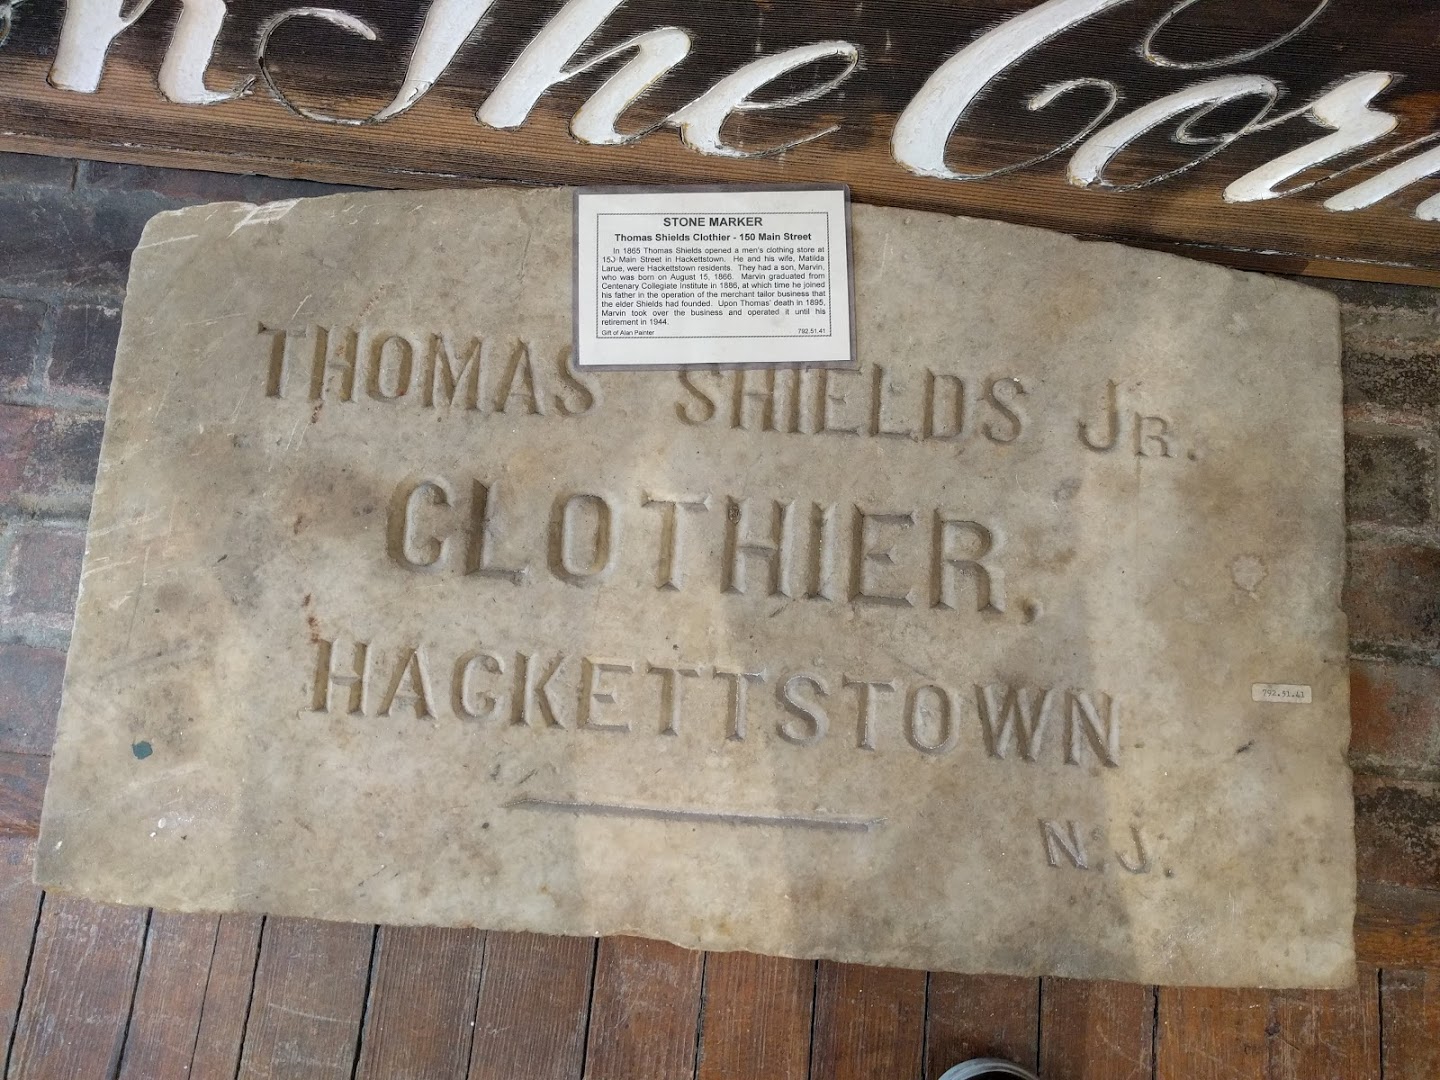 The Cor
STONE MARKER
Thomas Shields Clothier - 150 Main Street
In 1865 Thomas Shields opened a men's clothing store at
150 Main Street in Hackettstown. He and his wife, Matilda
Larue, were Hackettstown residents. They had a son, Marvin,
who was born on August 15, 1866. Marvin graduated from
Centenary Collegiate Institute in 1886, at which time he joined
his father in the operation of the merchant tailor business that
the elder Shields had founded. Upon Thomas' death in 1895,
Marvin took over the business and operated it until his
retirement in 1944.
Gift of Alan Painter 792.51.41
THOMAS SHIELDS JR.
CLOTHIER,
HACKETTSTOWN
792.51.41
N.J.